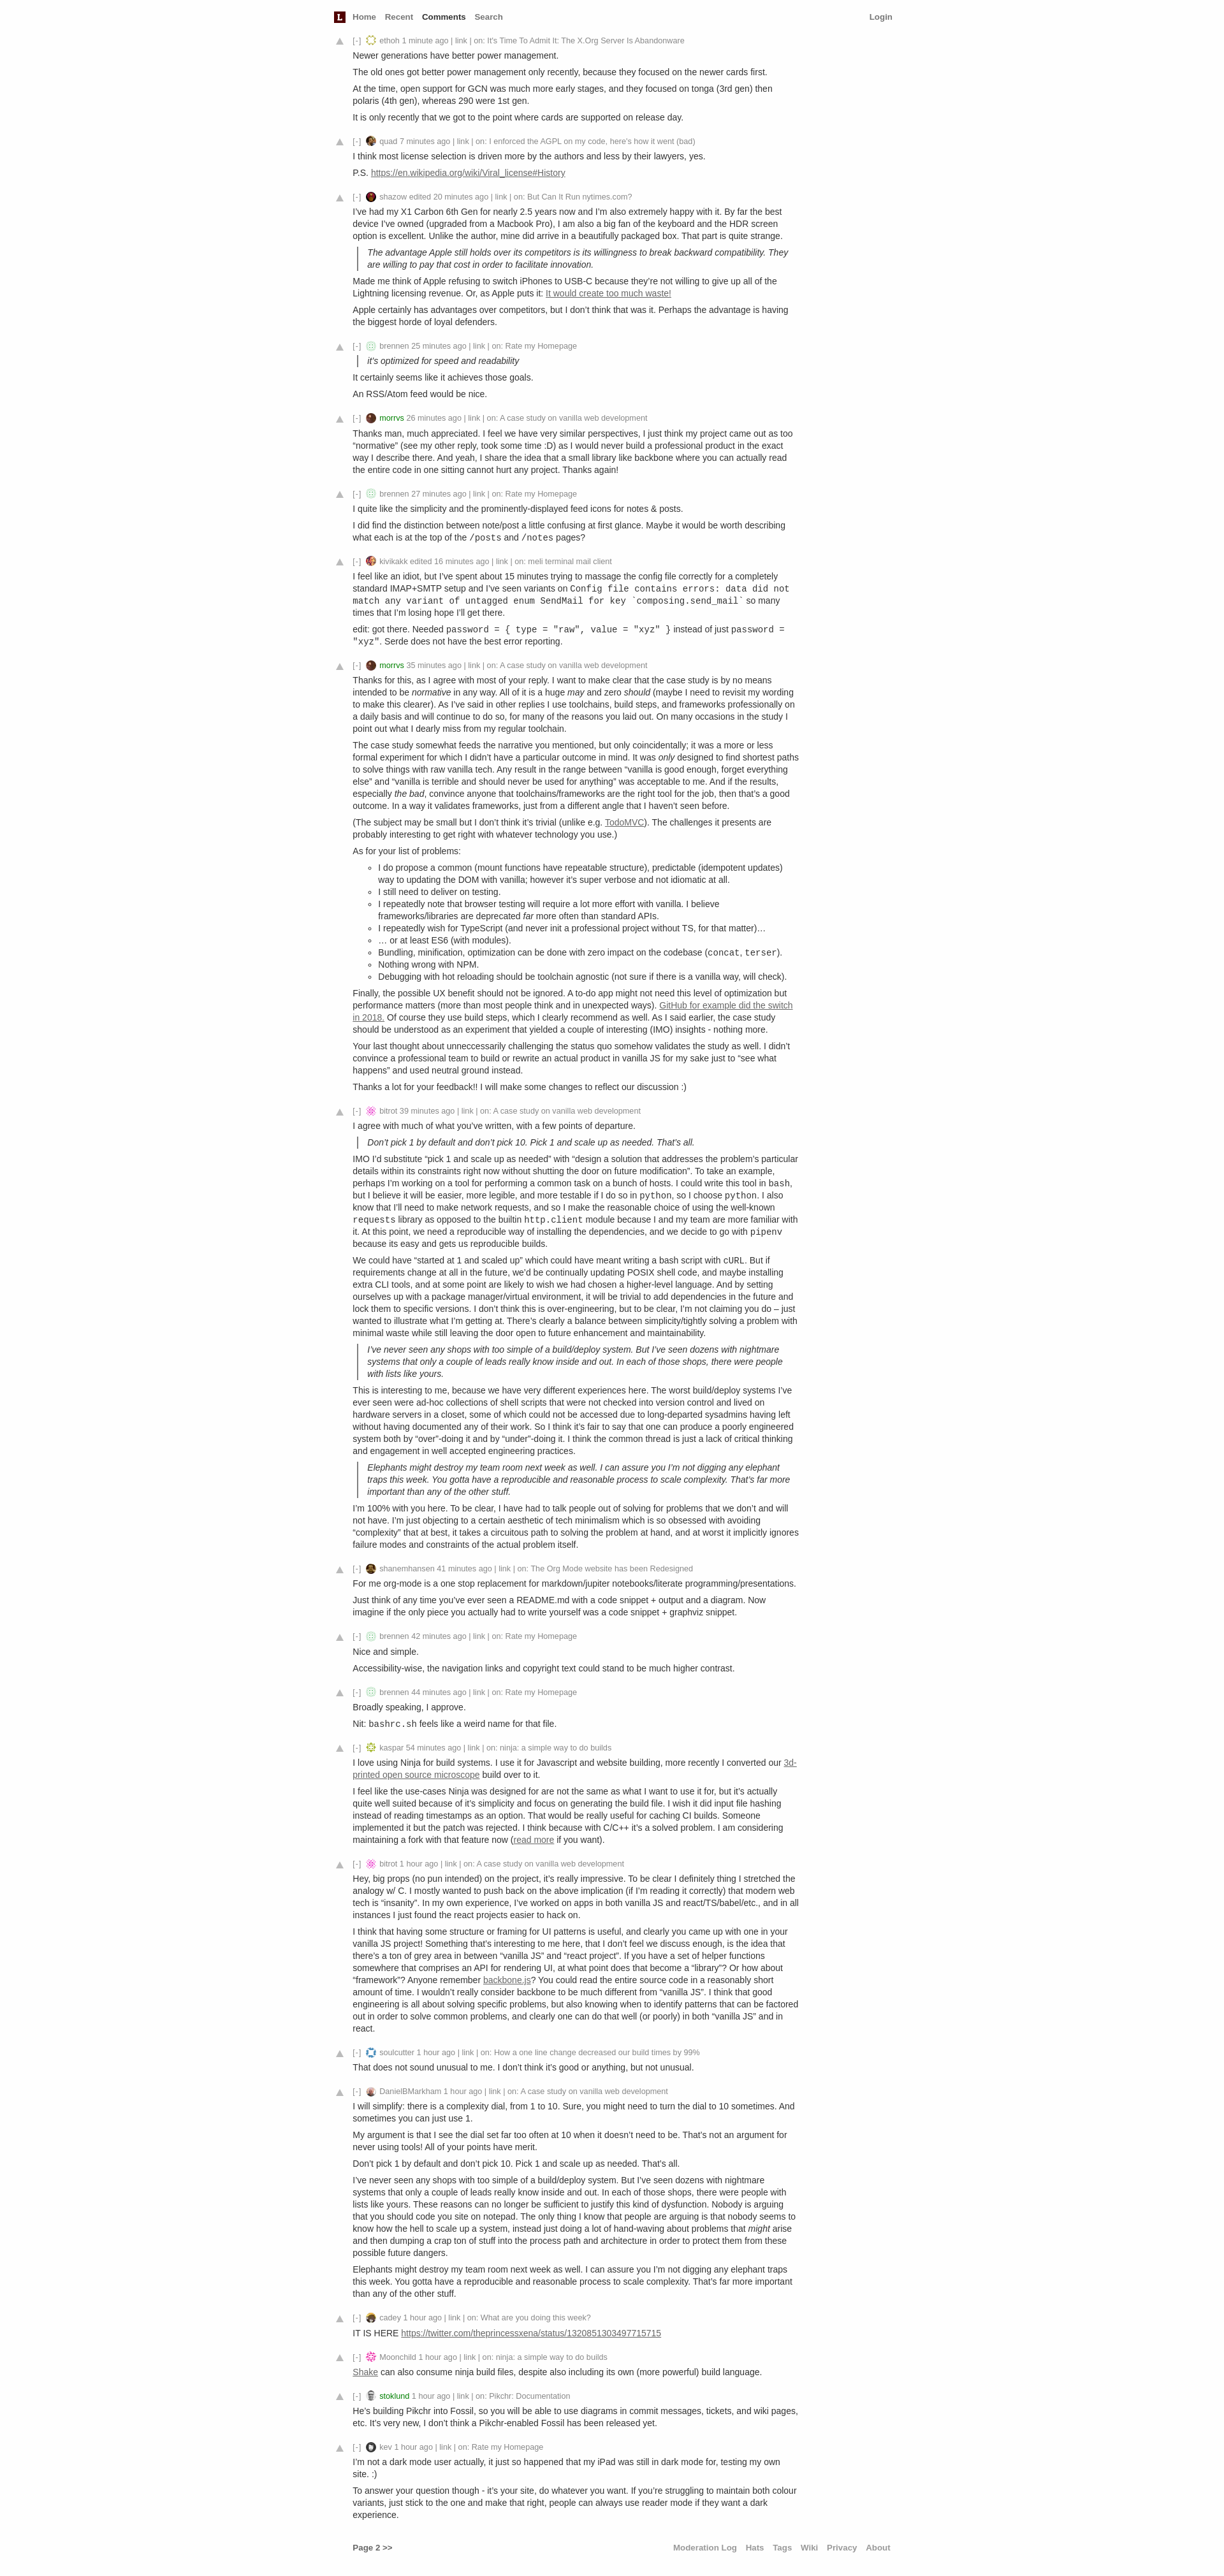 L Home Recent Comments Search Login
[-] ethoh 1 minute ago | link | on: It's Time To Admit It: The X.Org Server Is Abandonware
Newer generations have better power management.
The old ones got better power management only recently, because they focused on the newer cards first.
At the time, open support for GCN was much more early stages, and they focused on tonga (3rd gen) then
polaris (4th gen), whereas 290 were 1st gen.
It is only recently that we got to the point where cards are supported on release day.
[-] quad 7 minutes ago | link | on: I enforced the AGPL on my code, here's how it went (bad)
I think most license selection is driven more by the authors and less by their lawyers, yes.
P.S. https://en.wikipedia.org/wiki/Viral_license#History
[-] shazow edited 20 minutes ago | link | on: But Can It Run nytimes.com?
I've had my X1 Carbon 6th Gen for nearly 2.5 years now and I'm also extremely happy with it. By far the best
device I've owned (upgraded from a Macbook Pro), I am also a big fan of the keyboard and the HDR screen
option is excellent. Unlike the author, mine did arrive in a beautifully packaged box. That part is quite strange.
The advantage Apple still holds over its competitors is its willingness to break backward compatibility. They
are willing to pay that cost in order to facilitate innovation.
Made me think of Apple refusing to switch iPhones to USB-C because they're not willing to give up all of the
Lightning licensing revenue. Or, as Apple puts it: It would create too much waste!
Apple certainly has advantages over competitors, but I don't think that was it. Perhaps the advantage is having
the biggest horde of loyal defenders.
[-] brennen 25 minutes ago | link | on: Rate my Homepage
it's optimized for speed and readability
It certainly seems like it achieves those goals.
An RSS/Atom feed would be nice.
[-] morrvs 26 minutes ago | link | on: A case study on vanilla web development
Thanks man, much appreciated. I feel we have very similar perspectives, I just think my project came out as too
“normative” (see my other reply, took some time :D) as I would never build a professional product in the exact
way I describe there. And yeah, I share the idea that a small library like backbone where you can actually read
the entire code in one sitting cannot hurt any project. Thanks again!
[-] brennen 27 minutes ago | link | on: Rate my Homepage
I quite like the simplicity and the prominently-displayed feed icons for notes & posts.
I did find the distinction between note/post a little confusing at first glance. Maybe it would be worth describing
what each is at the top of the /posts and /notes pages?
[-] kivikakk edited 16 minutes ago | link | on: meli terminal mail client
I feel like an idiot, but I've spent about 15 minutes trying to massage the config file correctly for a completely
standard IMAP+SMTP setup and I've seen variants on Config file contains errors: data did not
match any variant of untagged enum SendMail for key `composing.send_mail` so many
times that I'm losing hope I'll get there.
edit: got there. Needed password = { type = "raw", value = "xyz" } instead of just password =
"xyz". Serde does not have the best error reporting.
[-] morrvs 35 minutes ago | link | on: A case study on vanilla web development
Thanks for this, as I agree with most of your reply. I want to make clear that the case study is by no means
intended to be normative in any way. All of it is a huge may and zero should (maybe I need to revisit my wording
to make this clearer). As I've said in other replies I use toolchains, build steps, and frameworks professionally on
a daily basis and will continue to do so, for many of the reasons you laid out. On many occasions in the study I
point out what I dearly miss from my regular toolchain.
The case study somewhat feeds the narrative you mentioned, but only coincidentally; it was a more or less
formal experiment for which I didn't have a particular outcome in mind. It was only designed to find shortest paths
to solve things with raw vanilla tech. Any result in the range between “vanilla is good enough, forget everything
else” and “vanilla is terrible and should never be used for anything” was acceptable to me. And if the results,
especially the bad, convince anyone that toolchains/frameworks are the right tool for the job, then that's a good
outcome. In a way it validates frameworks, just from a different angle that I haven't seen before.
(The subject may be small but I don't think it's trivial (unlike e.g. TodoMVC). The challenges it presents are
probably interesting to get right with whatever technology you use.)
As for your list of problems:
I do propose a common (mount functions have repeatable structure), predictable (idempotent updates)
way to updating the DOM with vanilla; however it's super verbose and not idiomatic at all.
I still need to deliver on testing.
I repeatedly note that browser testing will require a lot more effort with vanilla. I believe
frameworks/libraries are deprecated far more often than standard APIs.
I repeatedly wish for TypeScript (and never init a professional project without TS, for that matter)…
… or at least ES6 (with modules).
Bundling, minification, optimization can be done with zero impact on the codebase (concat, terser).
Nothing wrong with NPM.
Debugging with hot reloading should be toolchain agnostic (not sure if there is a vanilla way, will check).
Finally, the possible UX benefit should not be ignored. A to-do app might not need this level of optimization but
performance matters (more than most people think and in unexpected ways). GitHub for example did the switch
in 2018. Of course they use build steps, which I clearly recommend as well. As I said earlier, the case study
should be understood as an experiment that yielded a couple of interesting (IMO) insights - nothing more.
Your last thought about unneccessarily challenging the status quo somehow validates the study as well. I didn't
convince a professional team to build or rewrite an actual product in vanilla JS for my sake just to “see what
happens” and used neutral ground instead.
Thanks a lot for your feedback!! I will make some changes to reflect our discussion :)
[-] bitrot 39 minutes ago | link | on: A case study on vanilla web development
I agree with much of what you've written, with a few points of departure.
Don't pick 1 by default and don't pick 10. Pick 1 and scale up as needed. That's all.
IMO I'd substitute “pick 1 and scale up as needed” with “design a solution that addresses the problem's particular
details within its constraints right now without shutting the door on future modification”. To take an example,
perhaps I'm working on a tool for performing a common task on a bunch of hosts. I could write this tool in bash,
but I believe it will be easier, more legible, and more testable if I do so in python, so I choose python. I also
know that I'll need to make network requests, and so I make the reasonable choice of using the well-known
requests library as opposed to the builtin http.client module because I and my team are more familiar with
it. At this point, we need a reproducible way of installing the dependencies, and we decide to go with pipenv
because its easy and gets us reproducible builds.
We could have “started at 1 and scaled up” which could have meant writing a bash script with cURL. But if
requirements change at all in the future, we'd be continually updating POSIX shell code, and maybe installing
extra CLI tools, and at some point are likely to wish we had chosen a higher-level language. And by setting
ourselves up with a package manager/virtual environment, it will be trivial to add dependencies in the future and
lock them to specific versions. I don't think this is over-engineering, but to be clear, I'm not claiming you do – just
wanted to illustrate what I'm getting at. There's clearly a balance between simplicity/tightly solving a problem with
minimal waste while still leaving the door open to future enhancement and maintainability.
I've never seen any shops with too simple of a build/deploy system. But I've seen dozens with nightmare
systems that only a couple of leads really know inside and out. In each of those shops, there were people
with lists like yours.
This is interesting to me, because we have very different experiences here. The worst build/deploy systems I've
ever seen were ad-hoc collections of shell scripts that were not checked into version control and lived on
hardware servers in a closet, some of which could not be accessed due to long-departed sysadmins having left
without having documented any of their work. So I think it's fair to say that one can produce a poorly engineered
system both by “over”-doing it and by “under”-doing it. I think the common thread is just a lack of critical thinking
and engagement in well accepted engineering practices.
Elephants might destroy my team room next week as well. I can assure you I'm not digging any elephant
traps this week. You gotta have a reproducible and reasonable process to scale complexity. That's far more
important than any of the other stuff.
I'm 100% with you here. To be clear, I have had to talk people out of solving for problems that we don't and will
not have. I'm just objecting to a certain aesthetic of tech minimalism which is so obsessed with avoiding
“complexity” that at best, it takes a circuitous path to solving the problem at hand, and at worst it implicitly ignores
failure modes and constraints of the actual problem itself.
[-] shanemhansen 41 minutes ago | link | on: The Org Mode website has been Redesigned
For me org-mode is a one stop replacement for markdown/jupiter notebooks/literate programming/presentations.
Just think of any time you've ever seen a README.md with a code snippet + output and a diagram. Now
imagine if the only piece you actually had to write yourself was a code snippet + graphviz snippet.
[-] brennen 42 minutes ago | link | on: Rate my Homepage
Nice and simple.
Accessibility-wise, the navigation links and copyright text could stand to be much higher contrast.
[-] brennen 44 minutes ago | link | on: Rate my Homepage
Broadly speaking, I approve.
Nit: bashrc.sh feels like a weird name for that file.
[-] kaspar 54 minutes ago | link | on: ninja: a simple way to do builds
I love using Ninja for build systems. I use it for Javascript and website building, more recently I converted our 3d-
printed open source microscope build over to it.
I feel like the use-cases Ninja was designed for are not the same as what I want to use it for, but it's actually
quite well suited because of it's simplicity and focus on generating the build file. I wish it did input file hashing
instead of reading timestamps as an option. That would be really useful for caching CI builds. Someone
implemented it but the patch was rejected. I think because with C/C++ it's a solved problem. I am considering
maintaining a fork with that feature now (read more if you want).
[-] bitrot 1 hour ago | link | on: A case study on vanilla web development
Hey, big props (no pun intended) on the project, it's really impressive. To be clear I definitely thing I stretched the
analogy w/ C. I mostly wanted to push back on the above implication (if I'm reading it correctly) that modern web
tech is “insanity”. In my own experience, I've worked on apps in both vanilla JS and react/TS/babel/etc., and in all
instances I just found the react projects easier to hack on.
I think that having some structure or framing for UI patterns is useful, and clearly you came up with one in your
vanilla JS project! Something that's interesting to me here, that I don't feel we discuss enough, is the idea that
there's a ton of grey area in between “vanilla JS” and “react project”. If you have a set of helper functions
somewhere that comprises an API for rendering UI, at what point does that become a “library”? Or how about
“framework”? Anyone remember backbone.js? You could read the entire source code in a reasonably short
amount of time. I wouldn't really consider backbone to be much different from “vanilla JS”. I think that good
engineering is all about solving specific problems, but also knowing when to identify patterns that can be factored
out in order to solve common problems, and clearly one can do that well (or poorly) in both “vanilla JS” and in
react.
[-] soulcutter 1 hour ago | link | on: How a one line change decreased our build times by 99%
That does not sound unusual to me. I don't think it's good or anything, but not unusual.
[-] DanielBMarkham 1 hour ago | link | on: A case study on vanilla web development
I will simplify: there is a complexity dial, from 1 to 10. Sure, you might need to turn the dial to 10 sometimes. And
sometimes you can just use 1.
My argument is that I see the dial set far too often at 10 when it doesn't need to be. That's not an argument for
never using tools! All of your points have merit.
Don't pick 1 by default and don't pick 10. Pick 1 and scale up as needed. That's all.
I've never seen any shops with too simple of a build/deploy system. But I've seen dozens with nightmare
systems that only a couple of leads really know inside and out. In each of those shops, there were people with
lists like yours. These reasons can no longer be sufficient to justify this kind of dysfunction. Nobody is arguing
that you should code you site on notepad. The only thing I know that people are arguing is that nobody seems to
know how the hell to scale up a system, instead just doing a lot of hand-waving about problems that might arise
and then dumping a crap ton of stuff into the process path and architecture in order to protect them from these
possible future dangers.
Elephants might destroy my team room next week as well. I can assure you I'm not digging any elephant traps
this week. You gotta have a reproducible and reasonable process to scale complexity. That's far more important
than any of the other stuff.
[-] cadey 1 hour ago | link | on: What are you doing this week?
IT IS HERE https://twitter.com/theprincessxena/status/1320851303497715715
[-] Moonchild 1 hour ago | link | on: ninja: a simple way to do builds
Shake can also consume ninja build files, despite also including its own (more powerful) build language.
[-] stoklund 1 hour ago | link | on: Pikchr: Documentation
He's building Pikchr into Fossil, so you will be able to use diagrams in commit messages, tickets, and wiki pages,
etc. It's very new, I don't think a Pikchr-enabled Fossil has been released yet.
[-] kev 1 hour ago | link | on: Rate my Homepage
I'm not a dark mode user actually, it just so happened that my iPad was still in dark mode for, testing my own
site. :)
To answer your question though - it's your site, do whatever you want. If you're struggling to maintain both colour
variants, just stick to the one and make that right, people can always use reader mode if they want a dark
experience.
Page 2 >> Moderation Log Hats Tags Wiki Privacy About